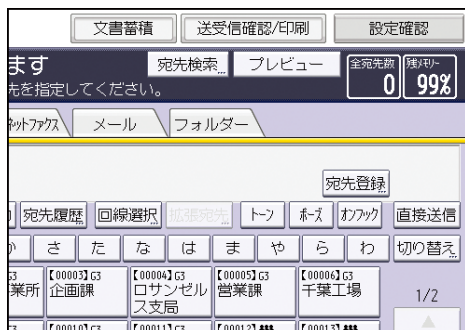 文書蓄積 送受信確認/印刷 設定確認
ます 宛先検索 プレビュー 全宛先数 残メモリー
先を指定してください。 0 99%
ネットファクス メール フォルダー
宛先登録
宛先履歴 回線選択 拡張宛先 トーン ポーズ オンフック 直接送信
か さ た な は ま や ら わ 切り替え
G3 【00003】G3 【00004】G3 【00005】G3 【00006】G3
業所 企画課 ロサンゼル 営業課 千葉工場 1/2
ス支局
【00010】G3 【00011】G3 【00012】 【00013】